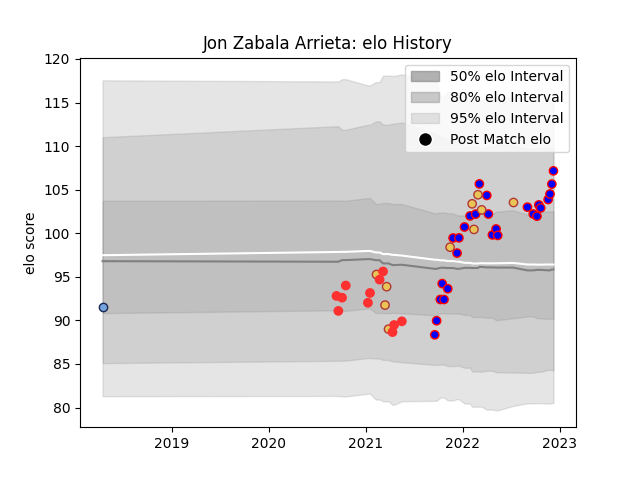 Jon Zabala Arrieta: elo History
120
115
110
105
100
95
90
85
80
elo score
50% elo Interval
80% elo Interval
95% elo Interval
Post Match elo
2019
2020
2021
2022
2023